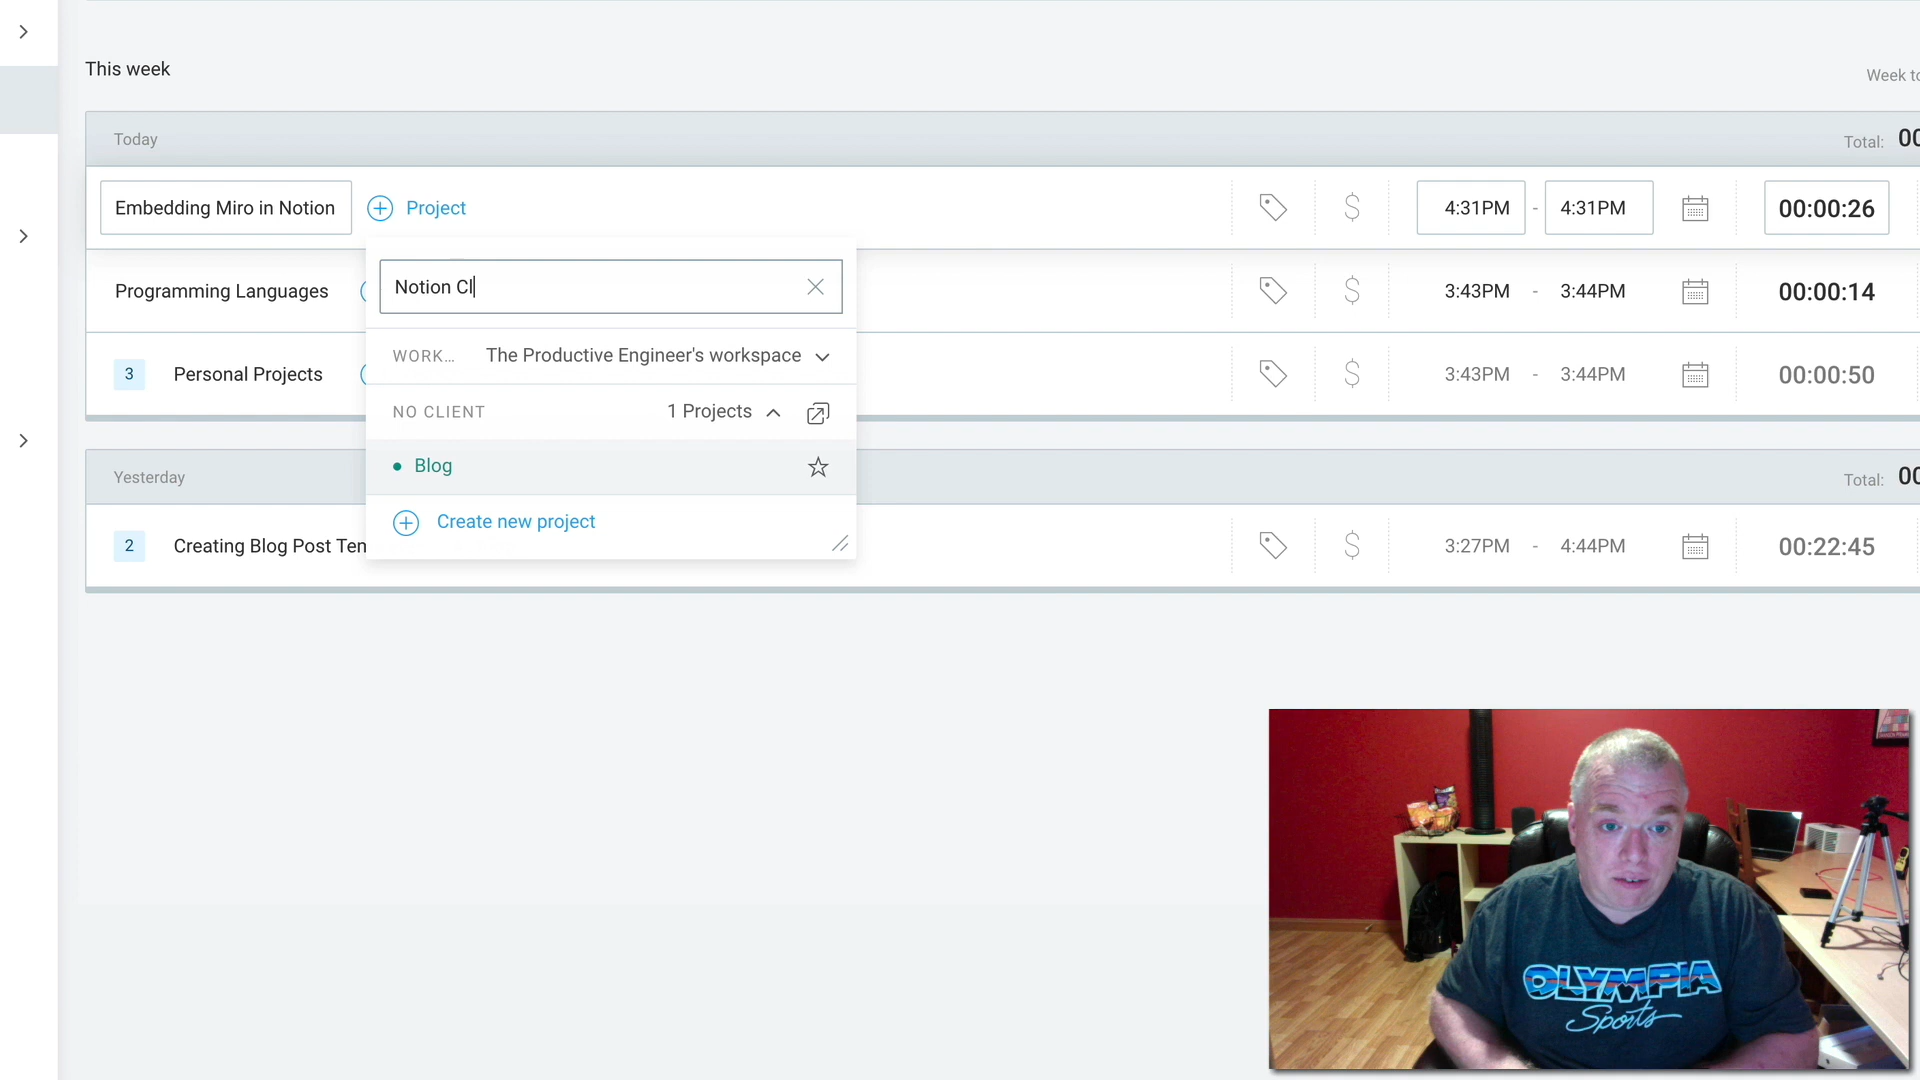 This week
Week to
Today
Total: 00
Embedding Miro in Notion
Project
$
4:31PM - 4:31PM
00:00:26
Notion Cl
Programming Languages
$
3:43PM - 3:44PM
00:00:14
WORK... The Productive Engineer's workspace
3 Personal Projects
$
3:43PM - 3:44PM
00:00:50
NO CLIENT 1 Projects
Blog
Yesterday
Total: 00
Create new project
2 Creating Blog Post Ten
$
3:27PM - 4:44PM
00:22:45
OLYMPIA
Sports